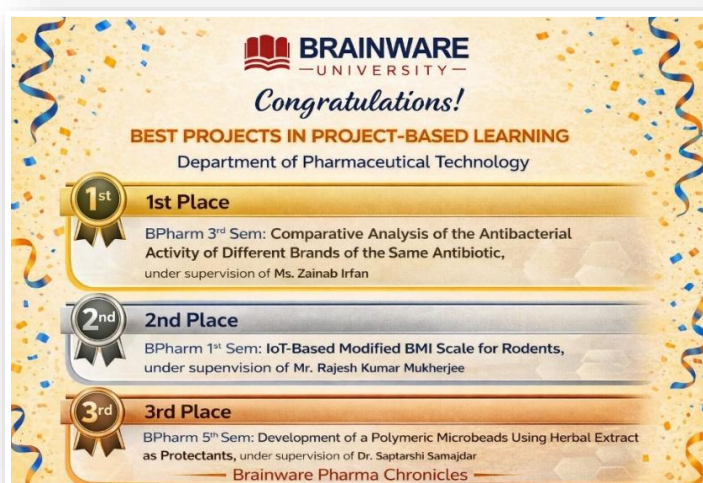 BRAINWARE
UNIVERSITY
Congratulations!
BEST PROJECTS IN PROJECT-BASED LEARNING
Department of Pharmaceutical Technology
1st
1st Place
BPharm 3rd Sem: Comparative Analysis of the Antibacterial
Activity of Different Brands of the Same Antibiotic,
under supervision of Ms. Zainab Irfan
2nd
2nd Place
BPharm 1st Sem: IoT-Based Modified BMI Scale for Rodents,
under supervision of Mr. Rajesh Kumar Mukherjee
3rd
3rd Place
BPharm 5th Sem: Development of a Polymeric Microbeads Using Herbal Extract
as Protectants, under supervision of Dr. Saptarshi Samajdar
Brainware Pharma Chronicles